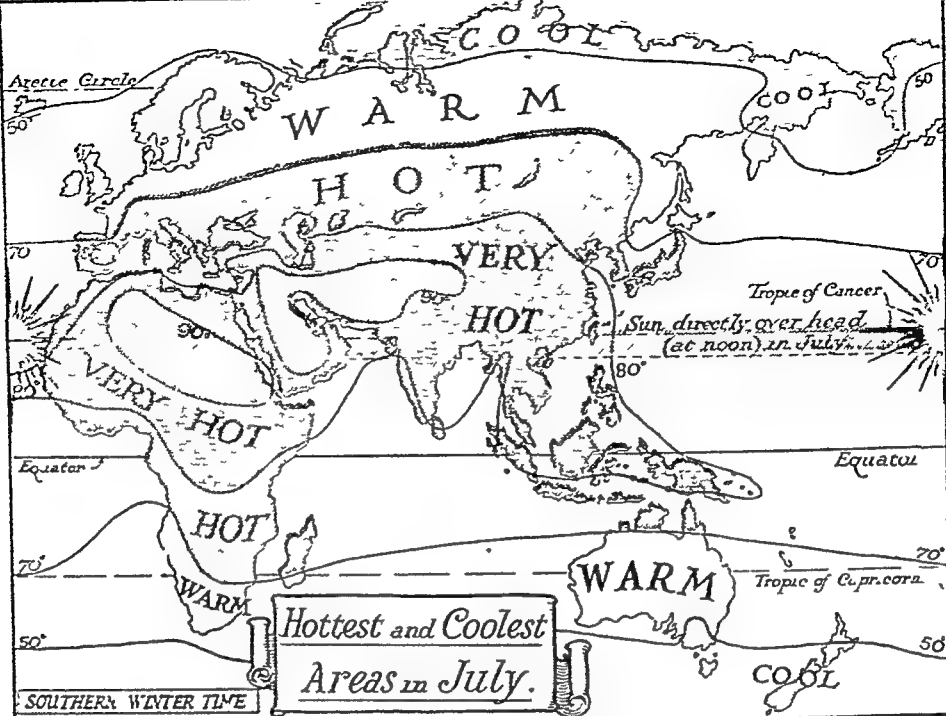 COOL
Arctic Circle
50
50°
COOL
WARM
HOT
70
VERY
HOT
70°
Tropic of Cancer
Sun directly over head
(at noon) in July
90°
80°
VERY HOT
Equator
Equator
HOT
70°
70°
WARM
WARM
Tropic of Capricorn
50°
50
COOL
Hottest and Coolest
Areas in July.
SOUTHERN WINTER TIME